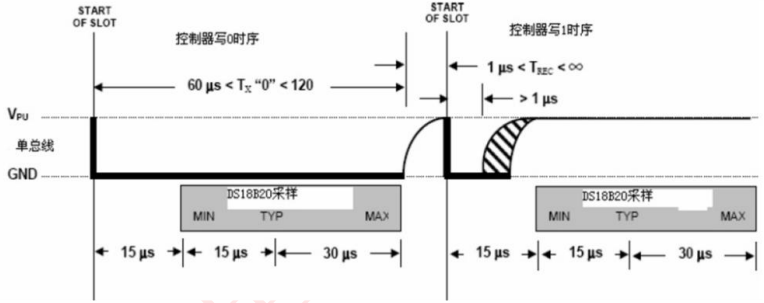 START
OF SLOT
START
OF SLOT
控制器写0时序
控制器写1时序
60 µs < TX “0” < 120
1 µs < TREC < ∞
> 1 µs
VPU
单总线
GND
DS18B20采样
MIN TYP MAX
DS18B20采样
MIN TYP MAX
15 µs 15 µs 30 µs 15 µs 15 µs 30 µs